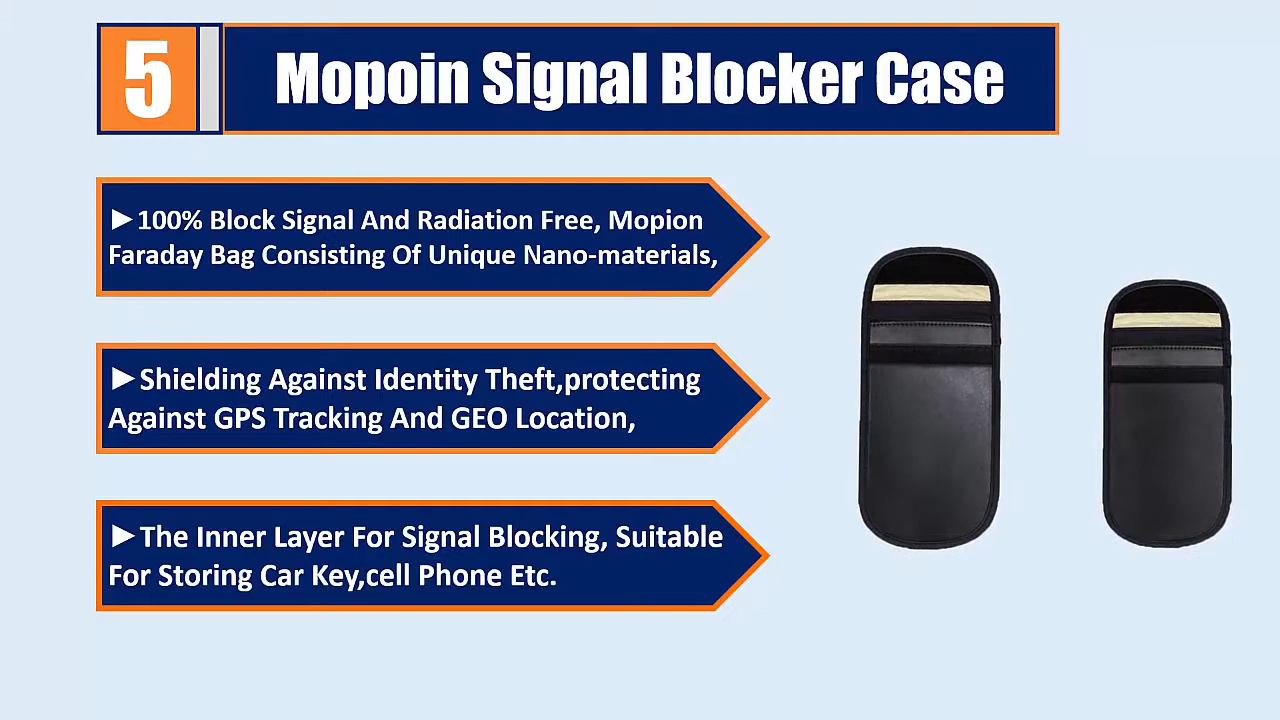 5
Mopoin Signal Blocker Case
►100% Block Signal And Radiation Free, Mopion
Faraday Bag Consisting Of Unique Nano-materials,
►Shielding Against Identity Theft,protecting
Against GPS Tracking And GEO Location,
►The Inner Layer For Signal Blocking, Suitable
For Storing Car Key,cell Phone Etc.